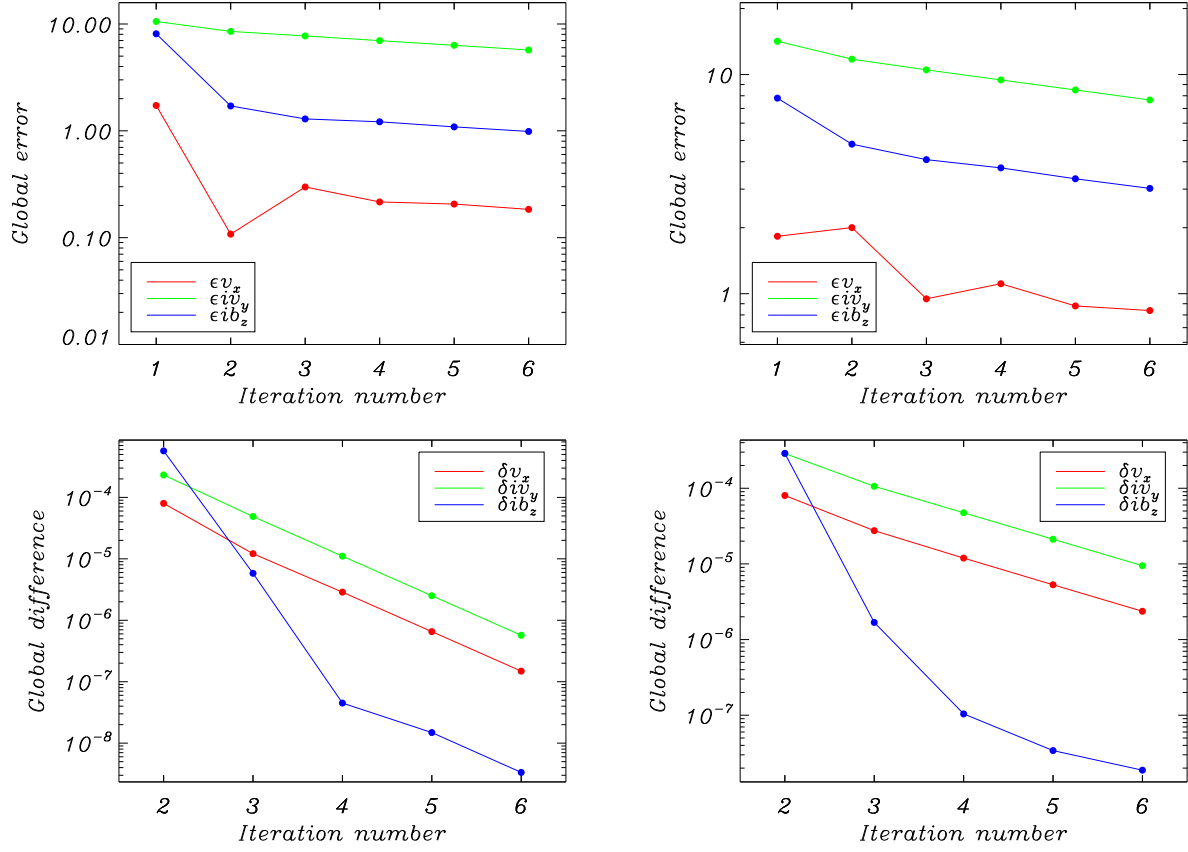 Global error
10.00
1.00
0.10
0.01
ϵv_x
ϵiv_y
ϵib_z
1 2 3 4 5 6
Iteration number
Global error
10
1
ϵv_x
ϵiv_y
ϵib_z
1 2 3 4 5 6
Iteration number
Global difference
10^−4
10^−5
10^−6
10^−7
10^−8
δv_x
δiv_y
δib_z
2 3 4 5 6
Iteration number
Global difference
10^−4
10^−5
10^−6
10^−7
δv_x
δiv_y
δib_z
2 3 4 5 6
Iteration number